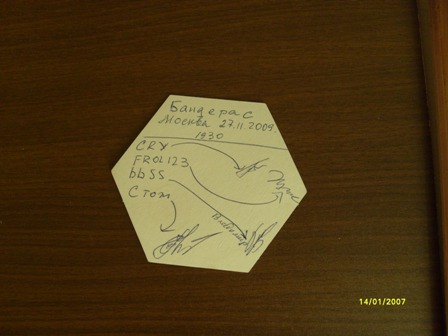 Бандерас
Москва 27.11.2009
1930
CRX
FROL123
bbSS
Стом
14/01/2007